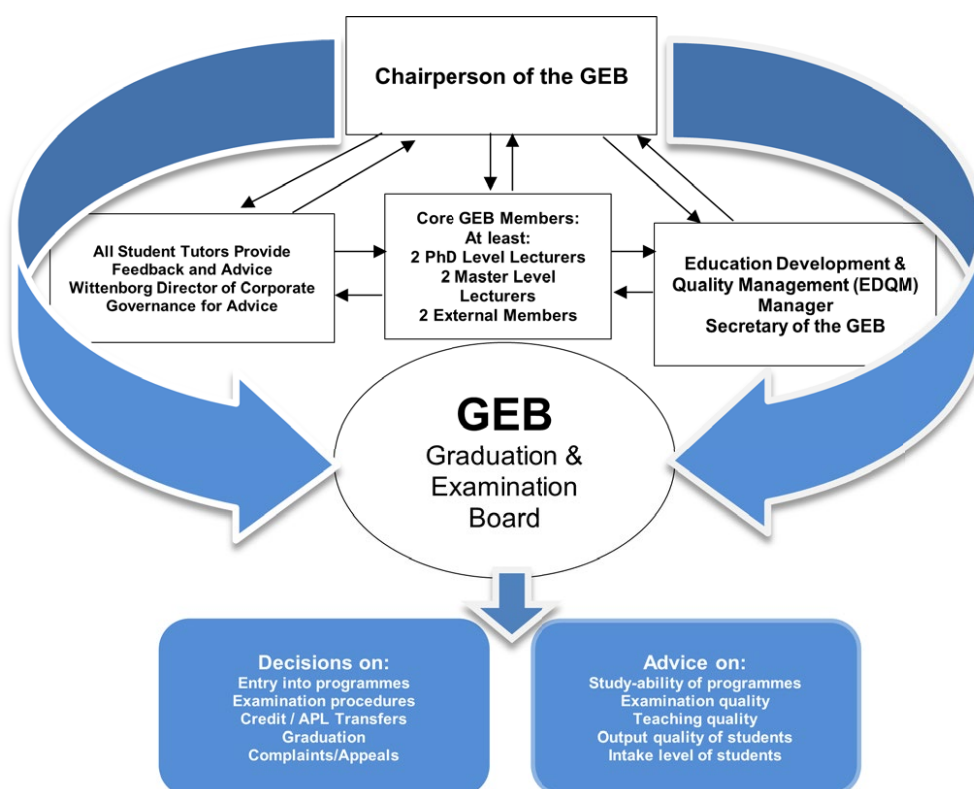 Chairperson of the GEB
All Student Tutors Provide
Feedback and Advice
Wittenborg Director of Corporate
Governance for Advice
Core GEB Members:
At least:
2 PhD Level Lecturers
2 Master Level
Lecturers
2 External Members
Education Development &
Quality Management (EDQM)
Manager
Secretary of the GEB
GEB
Graduation &
Examination
Board
Decisions on:
Entry into programmes
Examination procedures
Credit / APL Transfers
Graduation
Complaints/Appeals
Advice on:
Study-ability of programmes
Examination quality
Teaching quality
Output quality of students
Intake level of students